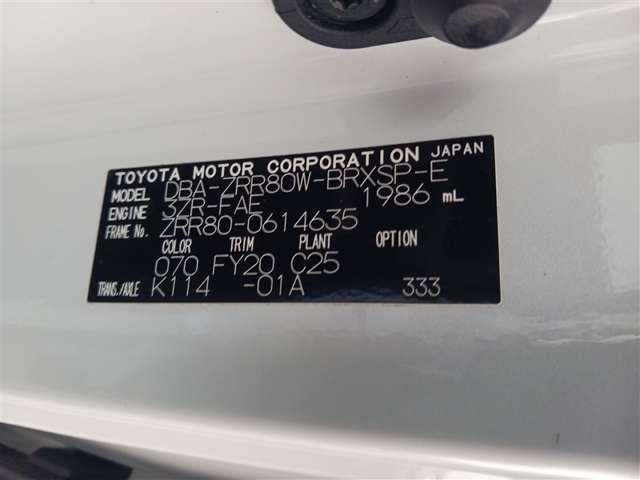 TOYOTA MOTOR CORPORATION JAPAN
MODEL DBA-ZRR80W-BRXSP-E
ENGINE 3ZR-FAE 1986 mL
FRAME No. ZRR80-0614635
COLOR TRIM PLANT OPTION
070 FY20 C25
TRANS./AXLE K114 -01A 333